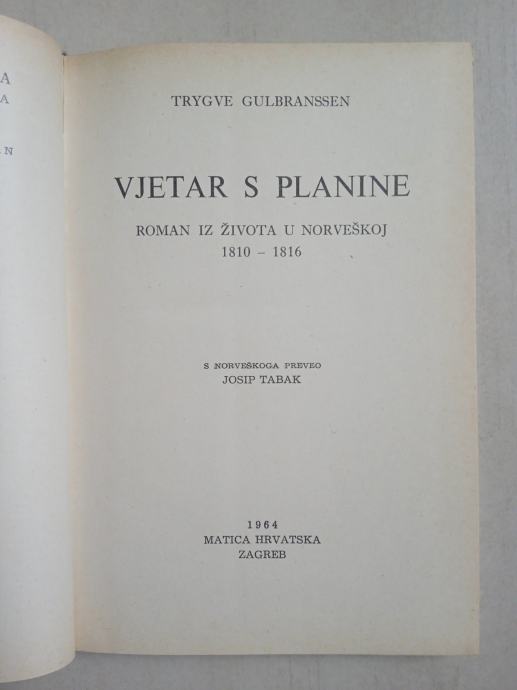 A
A
N
TRYGVE GULBRANSSEN
VJETAR S PLANINE
ROMAN IZ ŽIVOTA U NORVEŠKOJ
1810 – 1816
S NORVEŠKOGA PREVEO
JOSIP TABAK
1964
MATICA HRVATSKA
ZAGREB